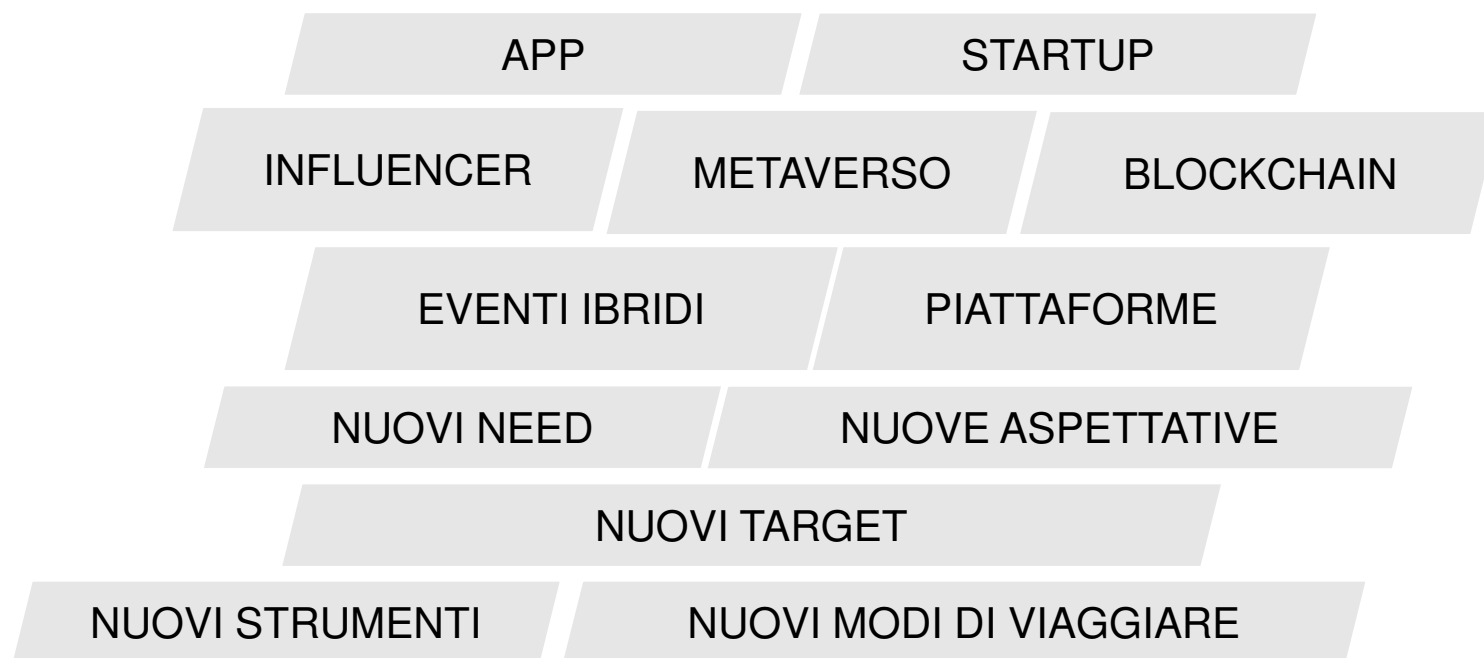 APP STARTUP
INFLUENCER METAVERSO BLOCKCHAIN
EVENTI IBRIDI PIATTAFORME
NUOVI NEED NUOVE ASPETTATIVE
NUOVI TARGET
NUOVI STRUMENTI NUOVI MODI DI VIAGGIARE